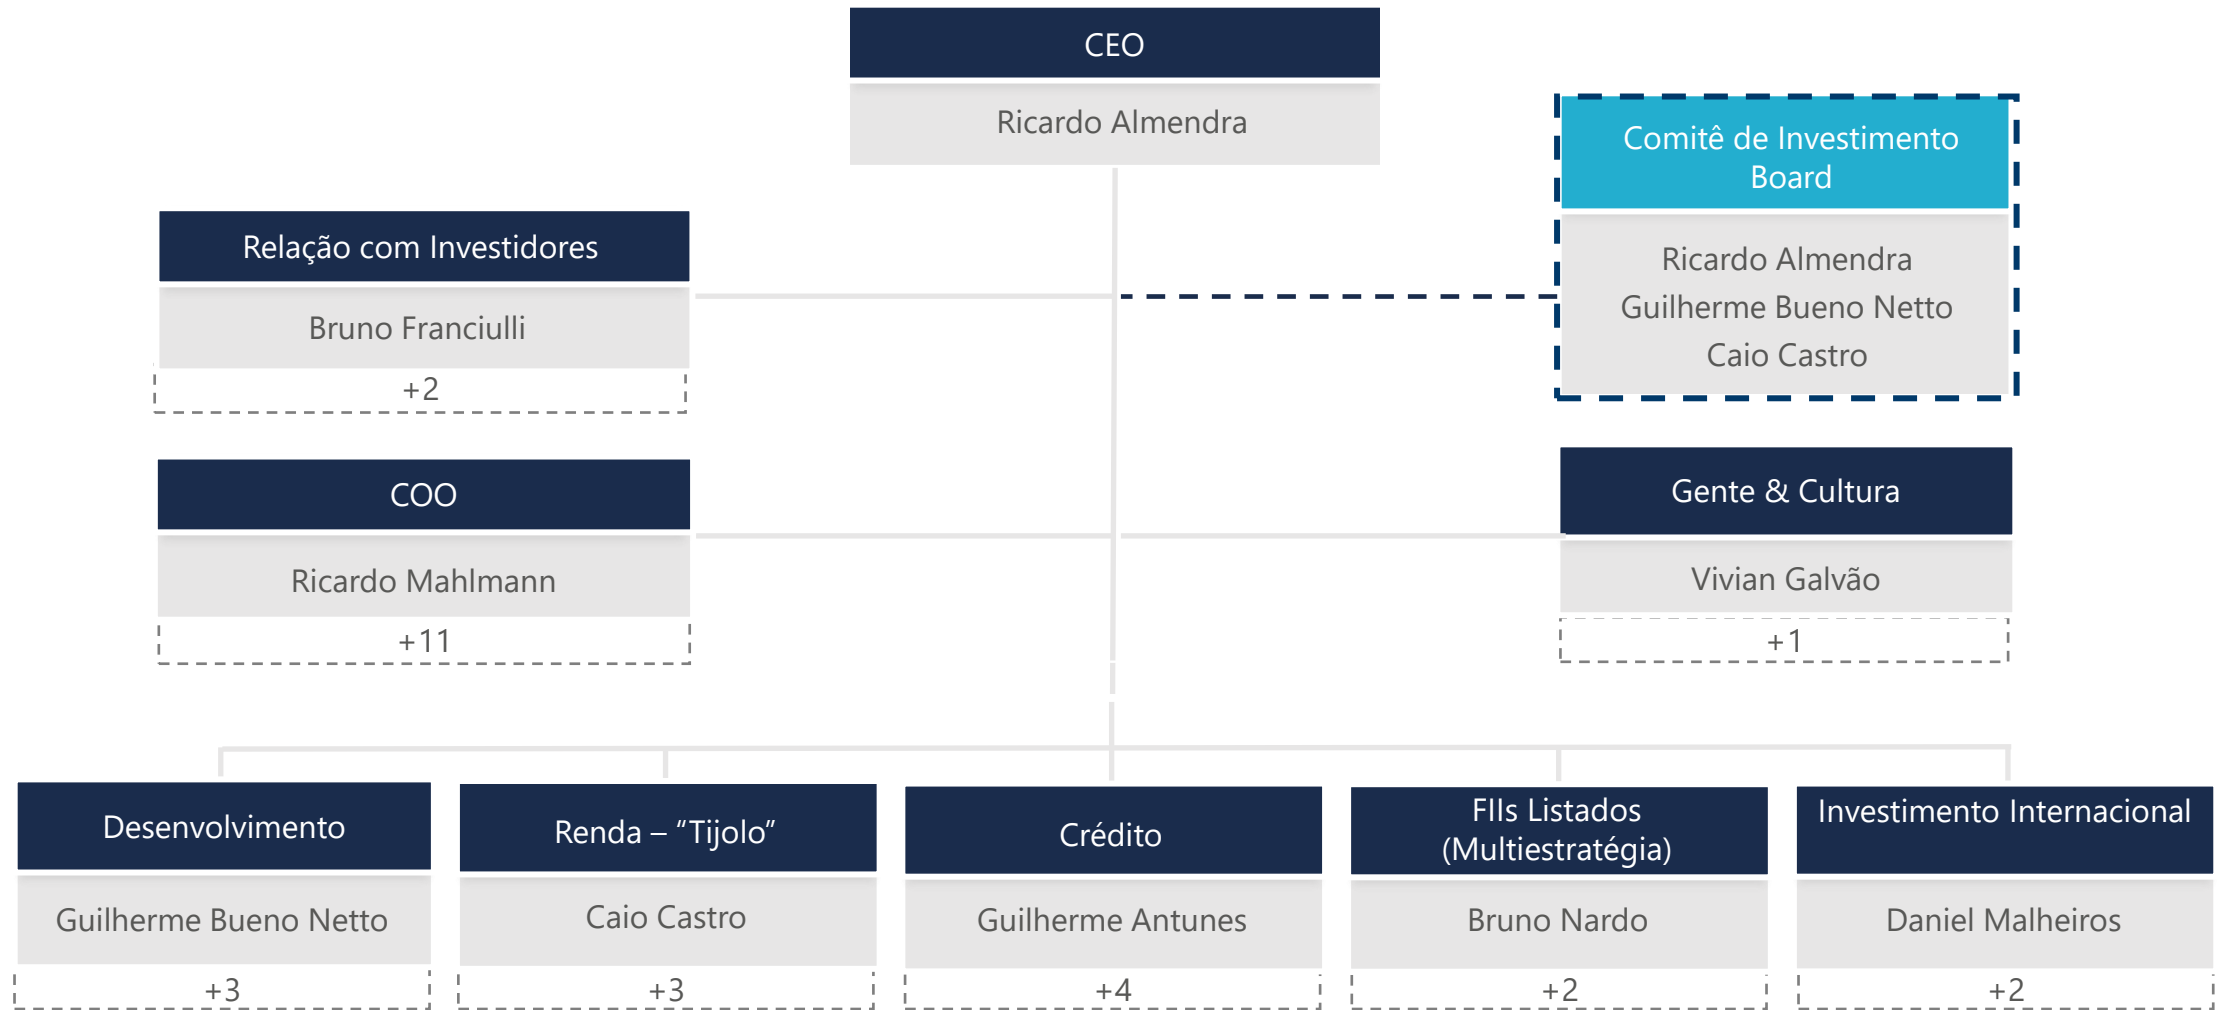 CEO
Ricardo Almendra
Comitê de Investimento
Board
Ricardo Almendra
Guilherme Bueno Netto
Caio Castro
Relação com Investidores
Bruno Franciulli
+2
COO
Ricardo Mahlmann
+11
Gente & Cultura
Vivian Galvão
+1
Desenvolvimento
Guilherme Bueno Netto
+3
Renda – “Tijolo”
Caio Castro
+3
Crédito
Guilherme Antunes
+4
FIIs Listados
(Multiestratégia)
Bruno Nardo
+2
Investimento Internacional
Daniel Malheiros
+2